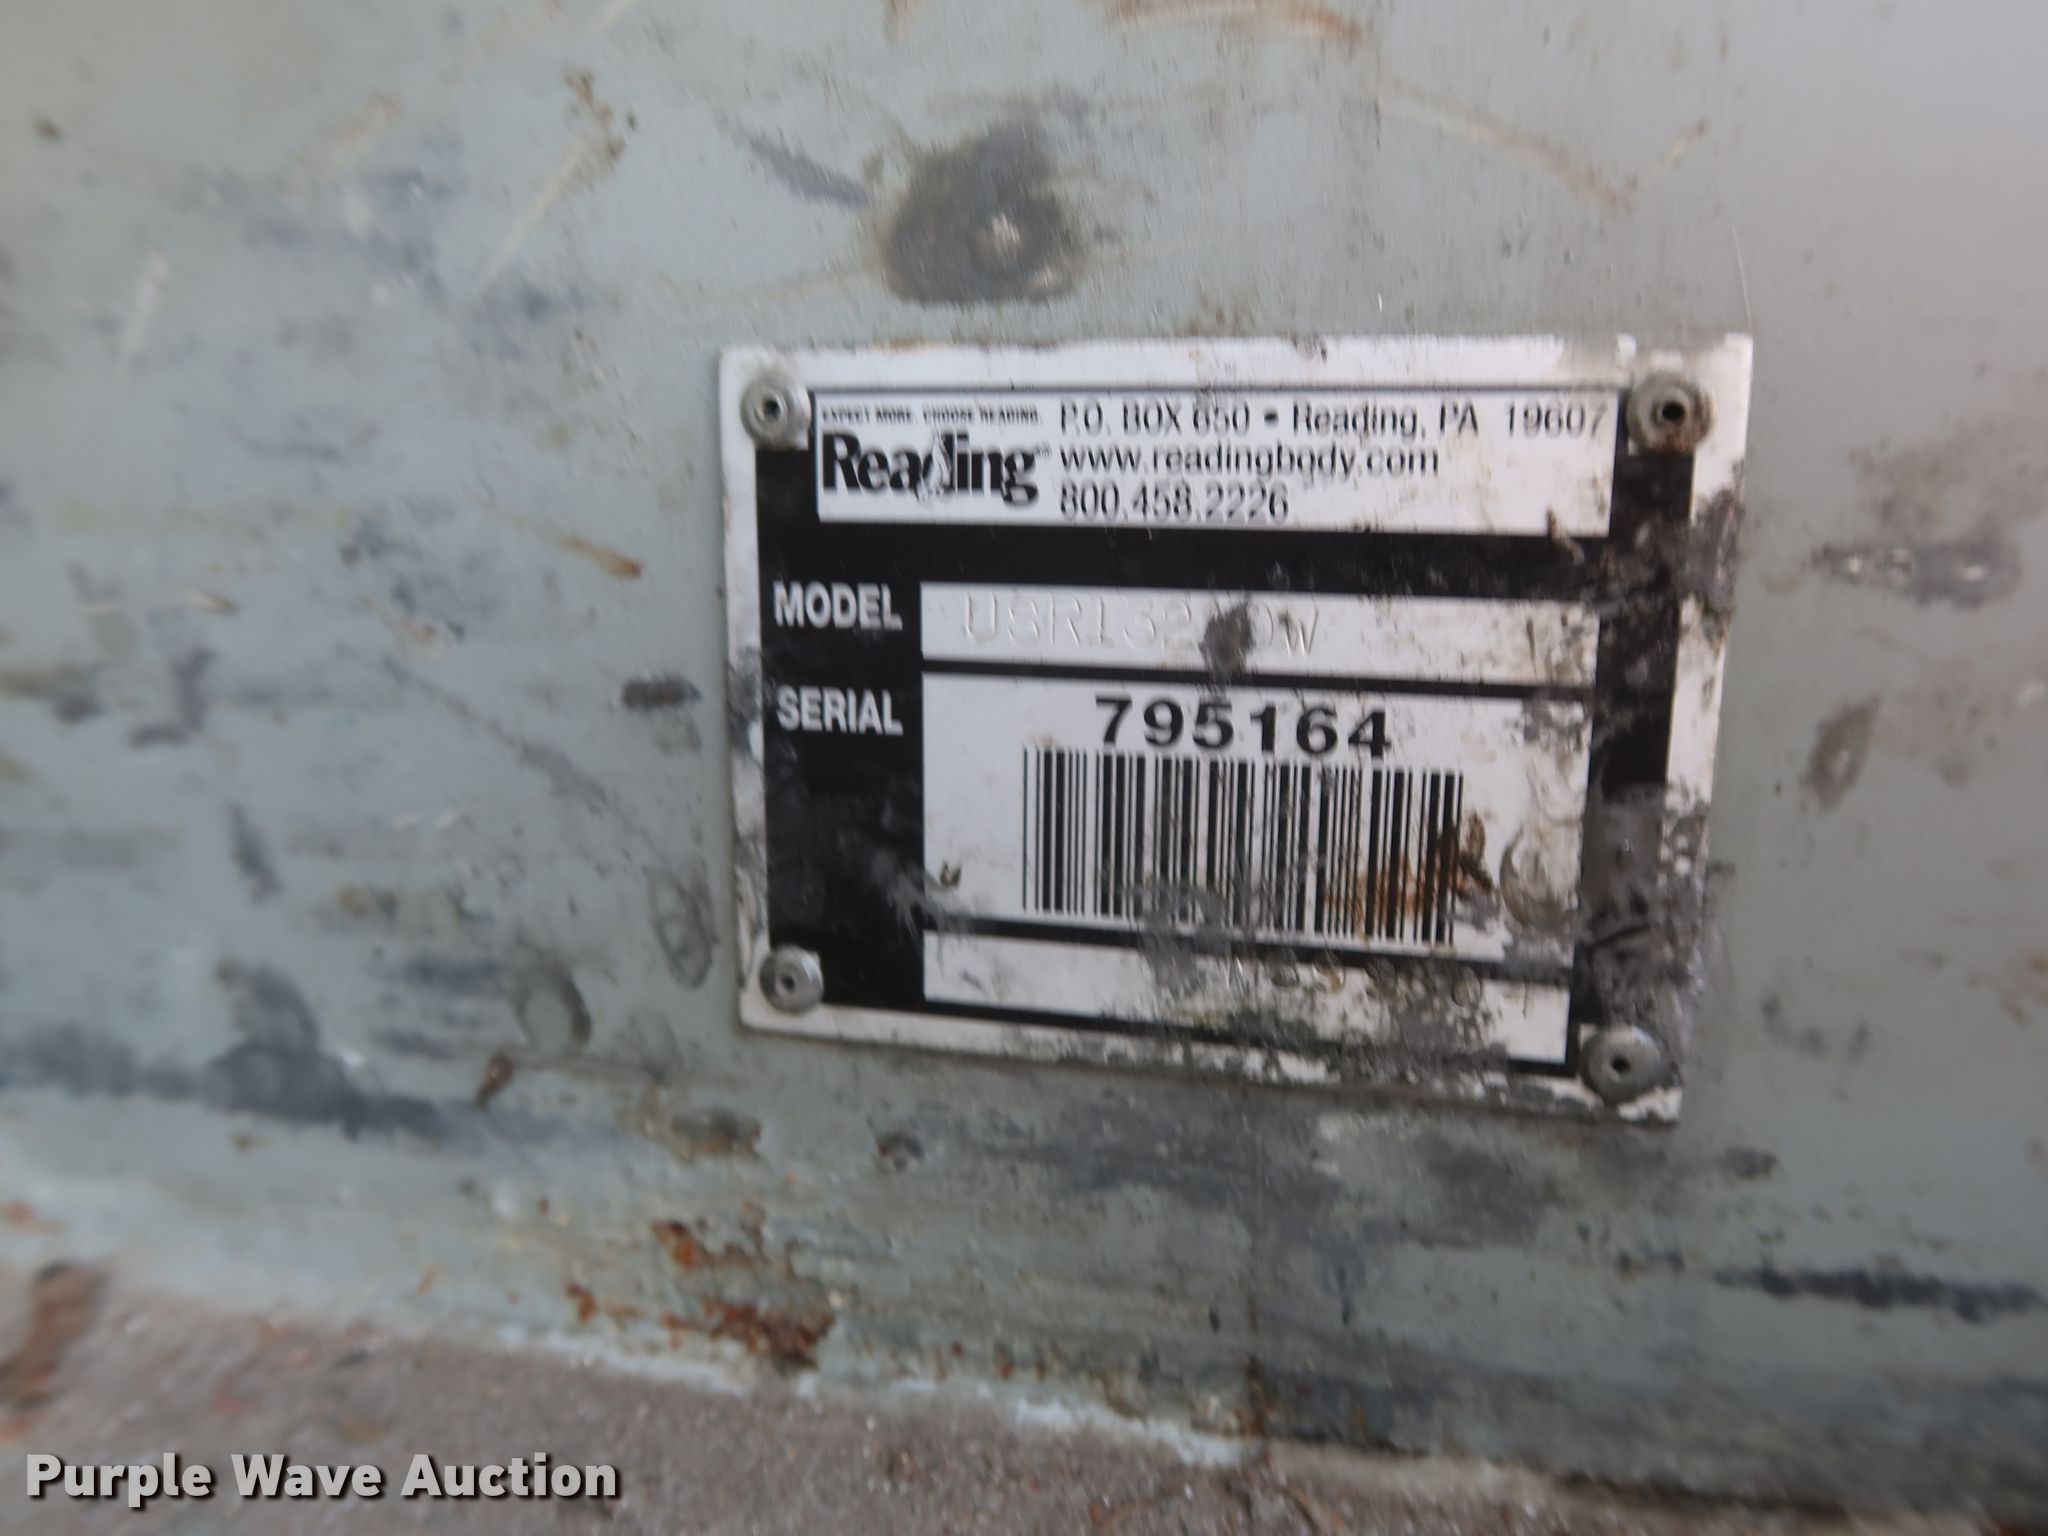 EXPECT MORE. CHOOSE READING.
Reading
P.O. BOX 650 • Reading, PA 19607
www.readingbody.com
800.458.2226
MODEL
SERIAL 795164
Purple Wave Auction